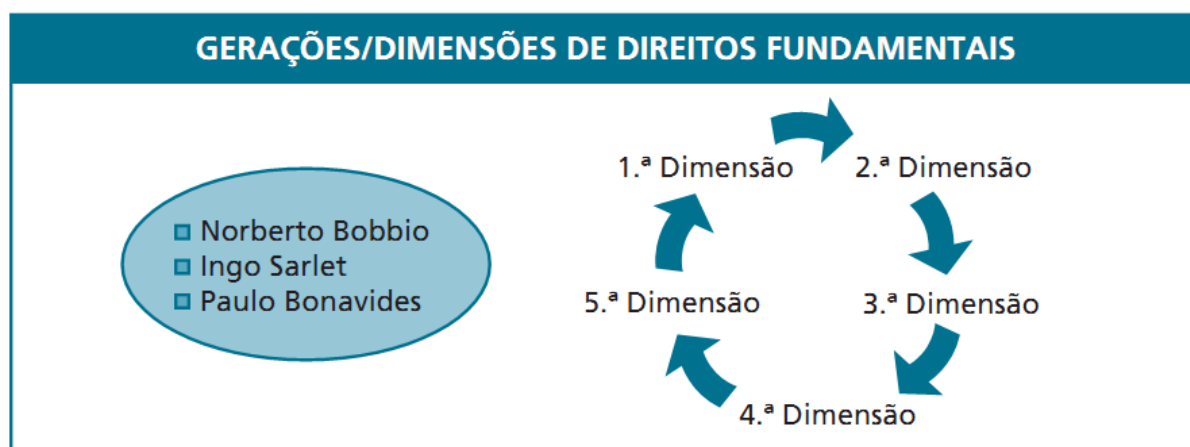 GERAÇÕES/DIMENSÕES DE DIREITOS FUNDAMENTAIS
Norberto Bobbio
Ingo Sarlet
Paulo Bonavides
1.ª Dimensão
2.ª Dimensão
3.ª Dimensão
4.ª Dimensão
5.ª Dimensão